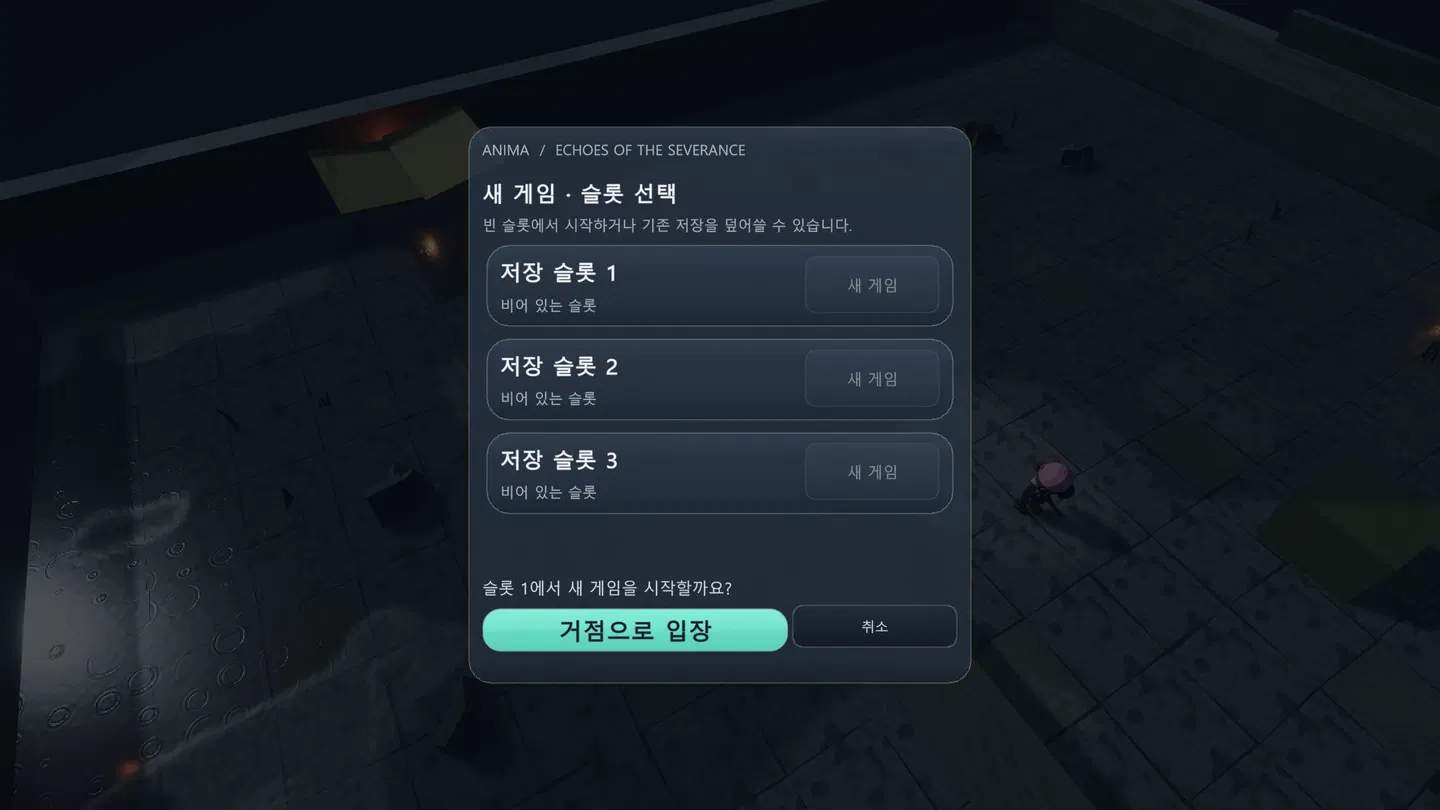 ANIMA / ECHOES OF THE SEVERANCE
새 게임 · 슬롯 선택
빈 슬롯에서 시작하거나 기존 저장을 덮어쓸 수 있습니다.
저장 슬롯 1
새 게임
비어 있는 슬롯
저장 슬롯 2
새 게임
비어 있는 슬롯
저장 슬롯 3
새 게임
비어 있는 슬롯
슬롯 1에서 새 게임을 시작할까요?
거점으로 입장
취소